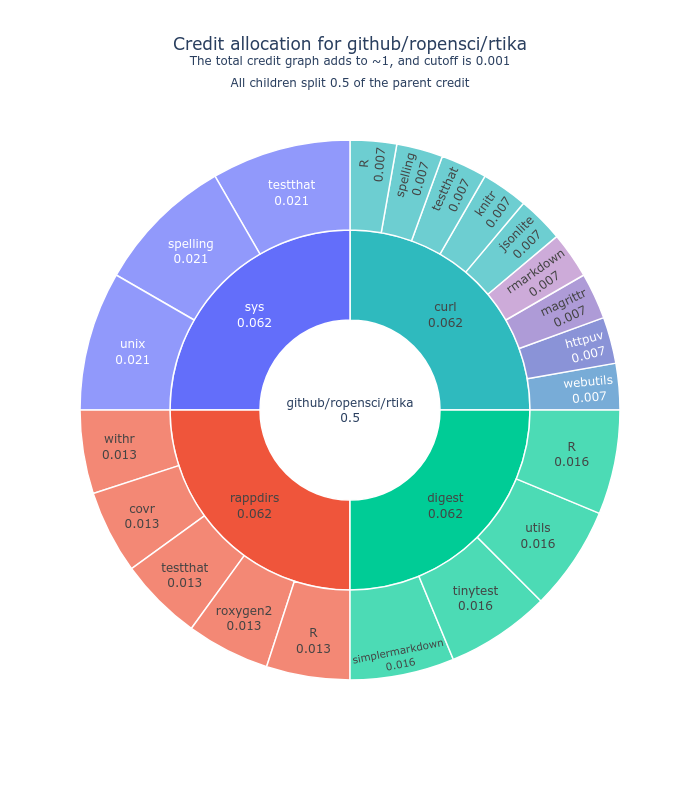 Credit allocation for github/ropensci/rtika
The total credit graph adds to ~1, and cutoff is 0.001
All children split 0.5 of the parent credit
github/ropensci/rtika
0.5
curl
0.062
R
0.007
spelling
0.007
testthat
0.007
knitr
0.007
jsonlite
0.007
rmarkdown
0.007
magrittr
0.007
httpuv
0.007
webutils
0.007
digest
0.062
R
0.016
utils
0.016
tinytest
0.016
simplermarkdown
0.016
rappdirs
0.062
R
0.013
roxygen2
0.013
testthat
0.013
covr
0.013
withr
0.013
sys
0.062
unix
0.021
spelling
0.021
testthat
0.021